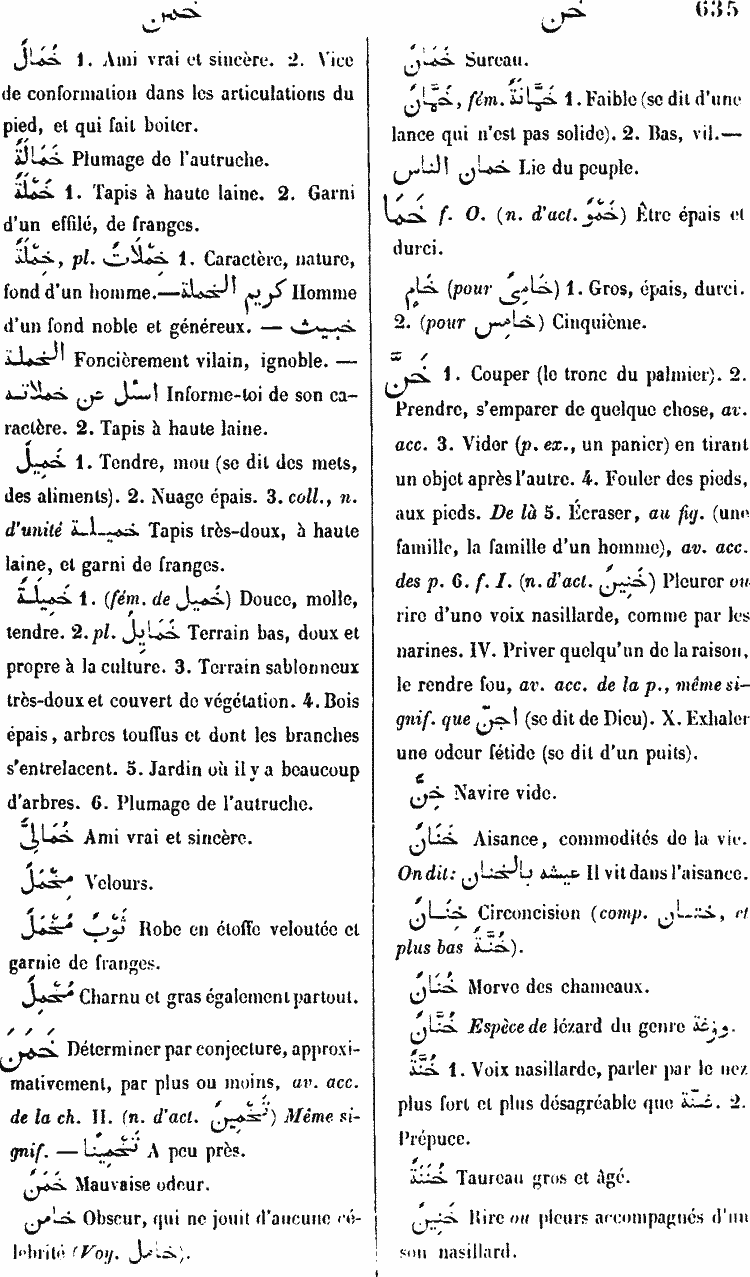 خمن
خن
635
خُمَالٌ 1. Ami vrai et sincère. 2. Vice
de conformation dans les articulations du
pied, et qui fait boiter.
خَمَالَةٌ Plumage de l'autruche.
خَمْلَةٌ 1. Tapis à haute laine. 2. Garni
d'un effilé, de franges.
خِمْلَةٌ, pl. خِمْلَاتٌ 1. Caractère, nature,
fond d'un homme.—كريم الخملة Homme
d'un fond noble et généreux. — خبيث
الخملة Foncièrement vilain, ignoble. —
اسئل عن خملاته Informe-toi de son ca-
ractère. 2. Tapis à haute laine.
خَمِيلٌ 1. Tendre, mou (se dit des mets,
des aliments). 2. Nuage épais. 3. coll., n.
d'unité خميلة Tapis très-doux, à haute
laine, et garni de franges.
خَمِيلَةٌ 1. (fém. de خميل) Douce, molle,
tendre. 2. pl. خَمَايِلُ Terrain bas, doux et
propre à la culture. 3. Terrain sablonneux
très-doux et couvert de végétation. 4. Bois
épais, arbres touffus et dont les branches
s'entrelacent. 5. Jardin où il y a beaucoup
d'arbres. 6. Plumage de l'autruche.
خُمَالِىٌّ Ami vrai et sincère.
مِخْمَلٌ Velours.
ثَوْبٌ مُخْمَلٌ Robe en étoffe veloutée et
garnie de franges.
مُخْمِلٌ Charnu et gras également partout.
خَمَنَ Déterminer par conjecture, approxi-
mativement, par plus ou moins, av. acc.
de la ch. II. (n. d'act. تَخْمِينٌ) Même si-
gnif. — تَخْمِينًا A peu près.
خَمَنٌ Mauvaise odeur.
خامن Obscur, qui ne jouit d'aucune cé-
lébrité (Voy. خامل).
خَمَانٌ Sureau.
خَمَّانٌ, fém. خَمَّانَةٌ 1. Faible (se dit d'une
lance qui n'est pas solide). 2. Bas, vil.—
خمان الناس Lie du peuple.
خَمَا f. O. (n. d'act. خُمُوٌّ) Être épais et
durci.
خَامٍ (pour خَامِىٌ) 1. Gros, épais, durci.
2. (pour خامس) Cinquième.
خَنَّ 1. Couper (le tronc du palmier). 2.
Prendre, s'emparer de quelque chose, av.
acc. 3. Vider (p. ex., un panier) en tirant
un objet après l'autre. 4. Fouler des pieds,
aux pieds. De là 5. Écraser, au fig. (une
famille, la famille d'un homme), av. acc.
des p. 6. f. I. (n. d'act. خَنِينٌ) Pleurer ou
rire d'une voix nasillarde, comme par les
narines. IV. Priver quelqu'un de la raison,
le rendre fou, av. acc. de la p., même si-
gnif. que أجنّ (se dit de Dieu). X. Exhaler
une odeur fétide (se dit d'un puits).
خِنٌّ Navire vide.
خَنَانٌ Aisance, commodités de la vie.
On dit: عيشه بالخنان Il vit dans l'aisance.
خِنَانٌ Circoncision (comp. ختان, et
plus bas خُنَّةٌ).
خُنَانٌ Morve des chameaux.
خُنَّانٌ Espèce de lézard du genre وزغة.
خُنَّةٌ 1. Voix nasillarde, parler par le nez
plus fort et plus désagréable que غنّة. 2.
Prépuce.
خُنَنَةٌ Taureau gros et âgé.
خَنِينٌ Rire ou pleurs accompagnés d'un
son nasillard.